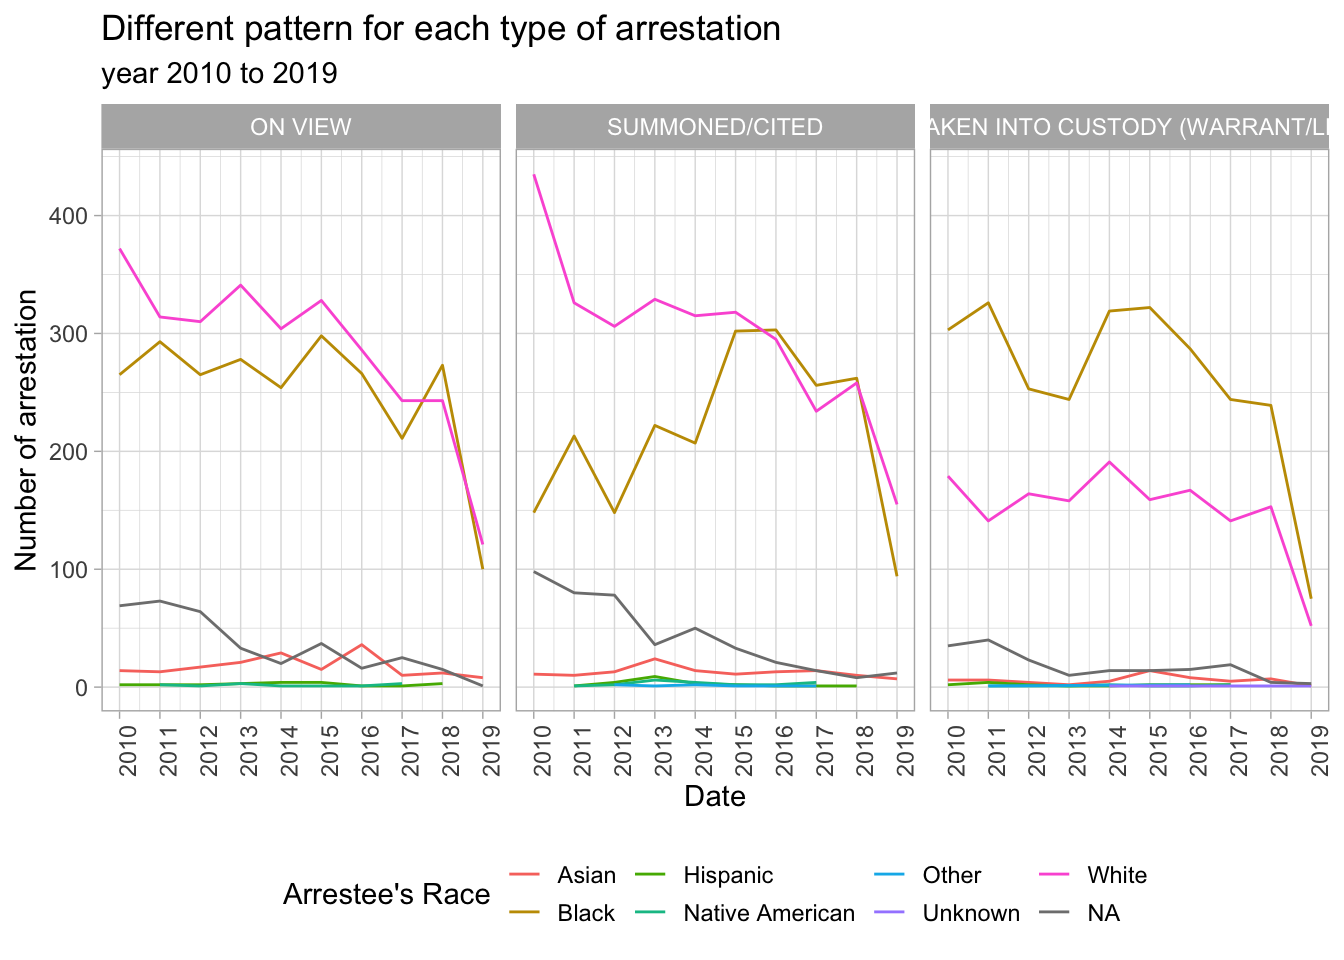 Different pattern for each type of arrestation
year 2010 to 2019
ON VIEW SUMMONED/CITED AKEN INTO CUSTODY (WARRANT/LI
Number of arrestation
400
300
200
100
0
2010 2011 2012 2013 2014 2015 2016 2017 2018 2019 2010 2011 2012 2013 2014 2015 2016 2017 2018 2019 2010 2011 2012 2013 2014 2015 2016 2017 2018 2019
Date
Arrestee's Race
Asian Hispanic Other White
Black Native American Unknown NA